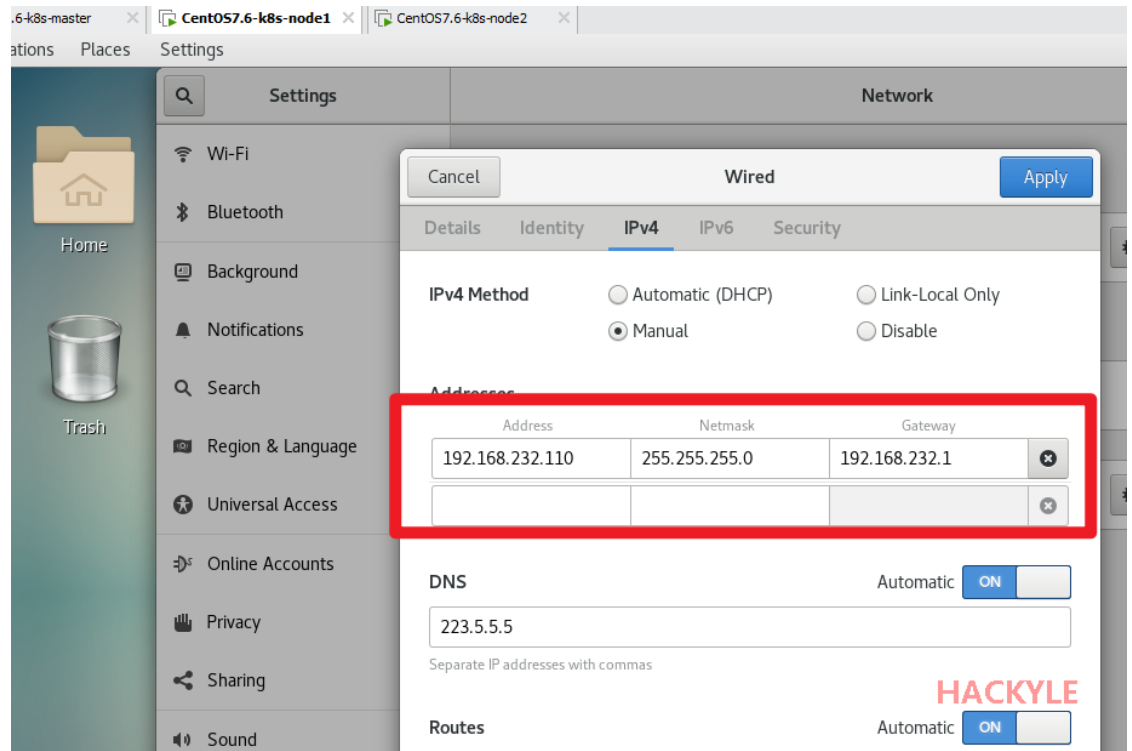 .6-k8s-master
CentOS7.6-k8s-node1
CentOS7.6-k8s-node2
ations Places Settings
Settings
Network
Home
Trash
Wi-Fi
Bluetooth
Background
Notifications
Search
Region & Language
Universal Access
Online Accounts
Privacy
Sharing
Sound
Cancel
Wired
Apply
Details Identity IPv4 IPv6 Security
IPv4 Method
Automatic (DHCP)
Link-Local Only
Manual
Disable
Addresses
Address Netmask Gateway
192.168.232.110 255.255.255.0 192.168.232.1
DNS
Automatic ON
223.5.5.5
Separate IP addresses with commas
HACKYLE
Routes
Automatic ON